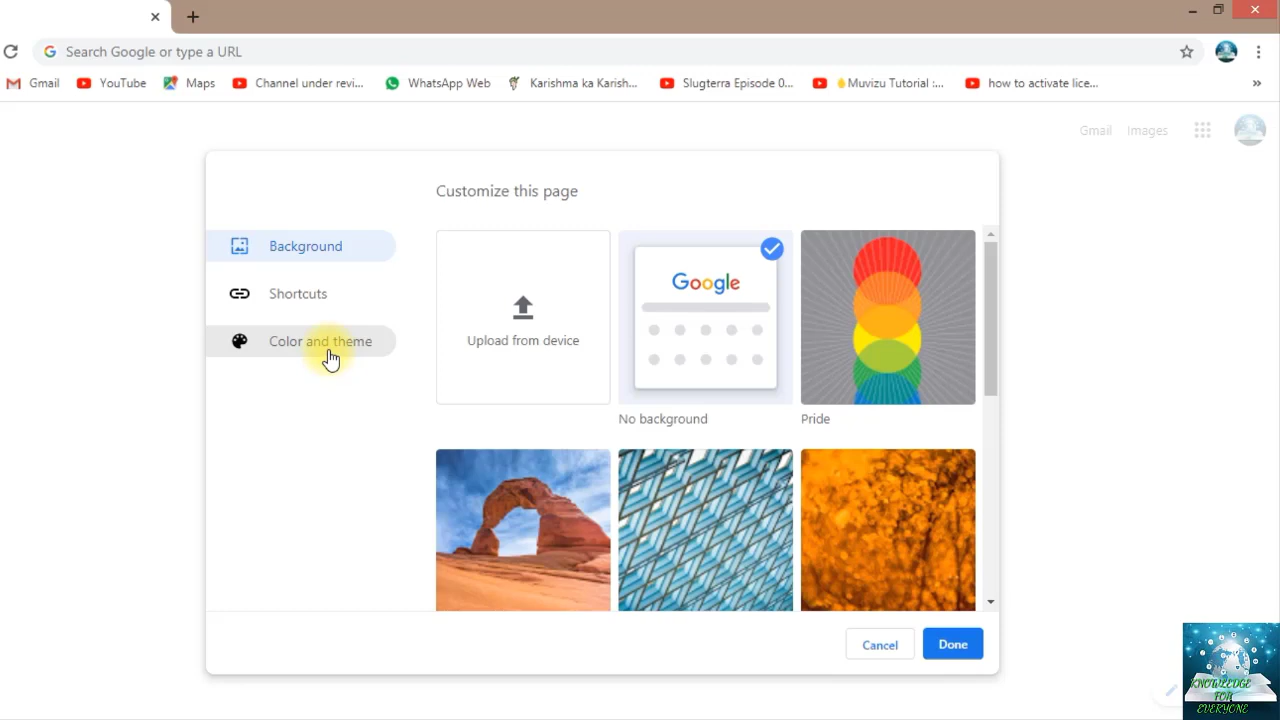 Search Google or type a URL
Gmail
YouTube
Maps
Channel under revi...
WhatsApp Web
Karishma ka Karish...
Slugterra Episode 0...
Muvizu Tutorial :...
how to activate lice...
»
Gmail
Images
Customize this page
Background
Shortcuts
Color and theme
Upload from device
Google
No background
Pride
Cancel
Done
KNOWLEDGE
FOR
EVERYONE